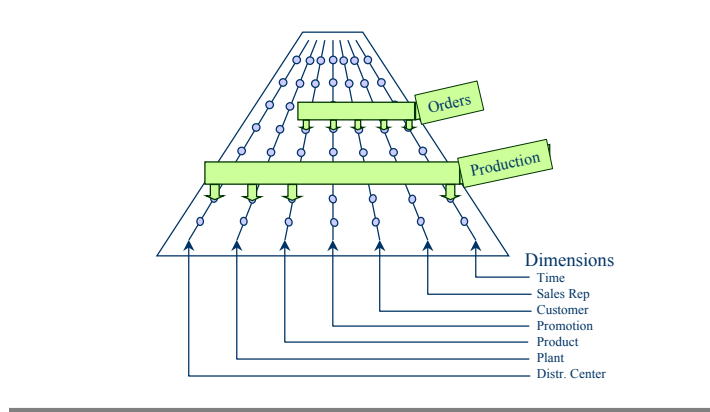 Orders
Production
Dimensions
Time
Sales Rep
Customer
Promotion
Product
Plant
Distr. Center